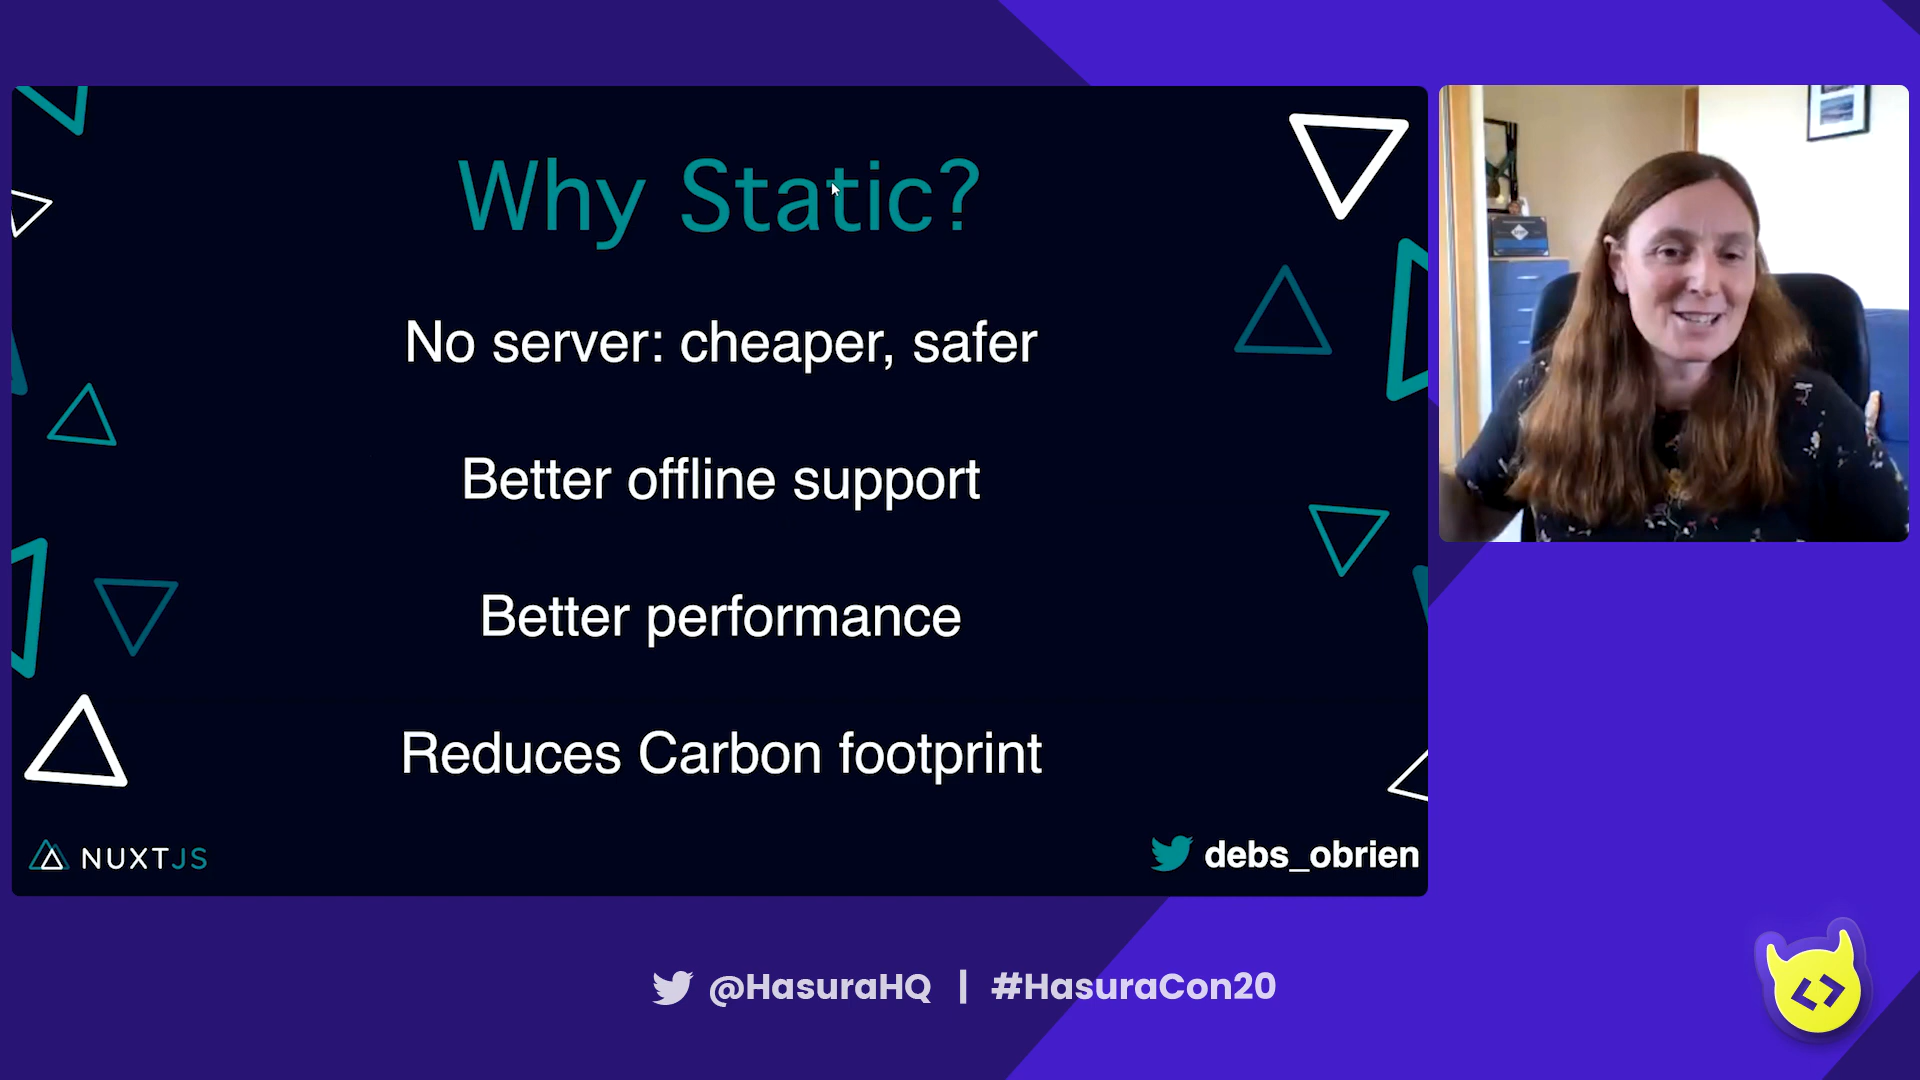 Why Static?
No server: cheaper, safer
Better offline support
Better performance
Reduces Carbon footprint
NUXTJS
debs_obrien
@HasuraHQ | #HasuraCon20